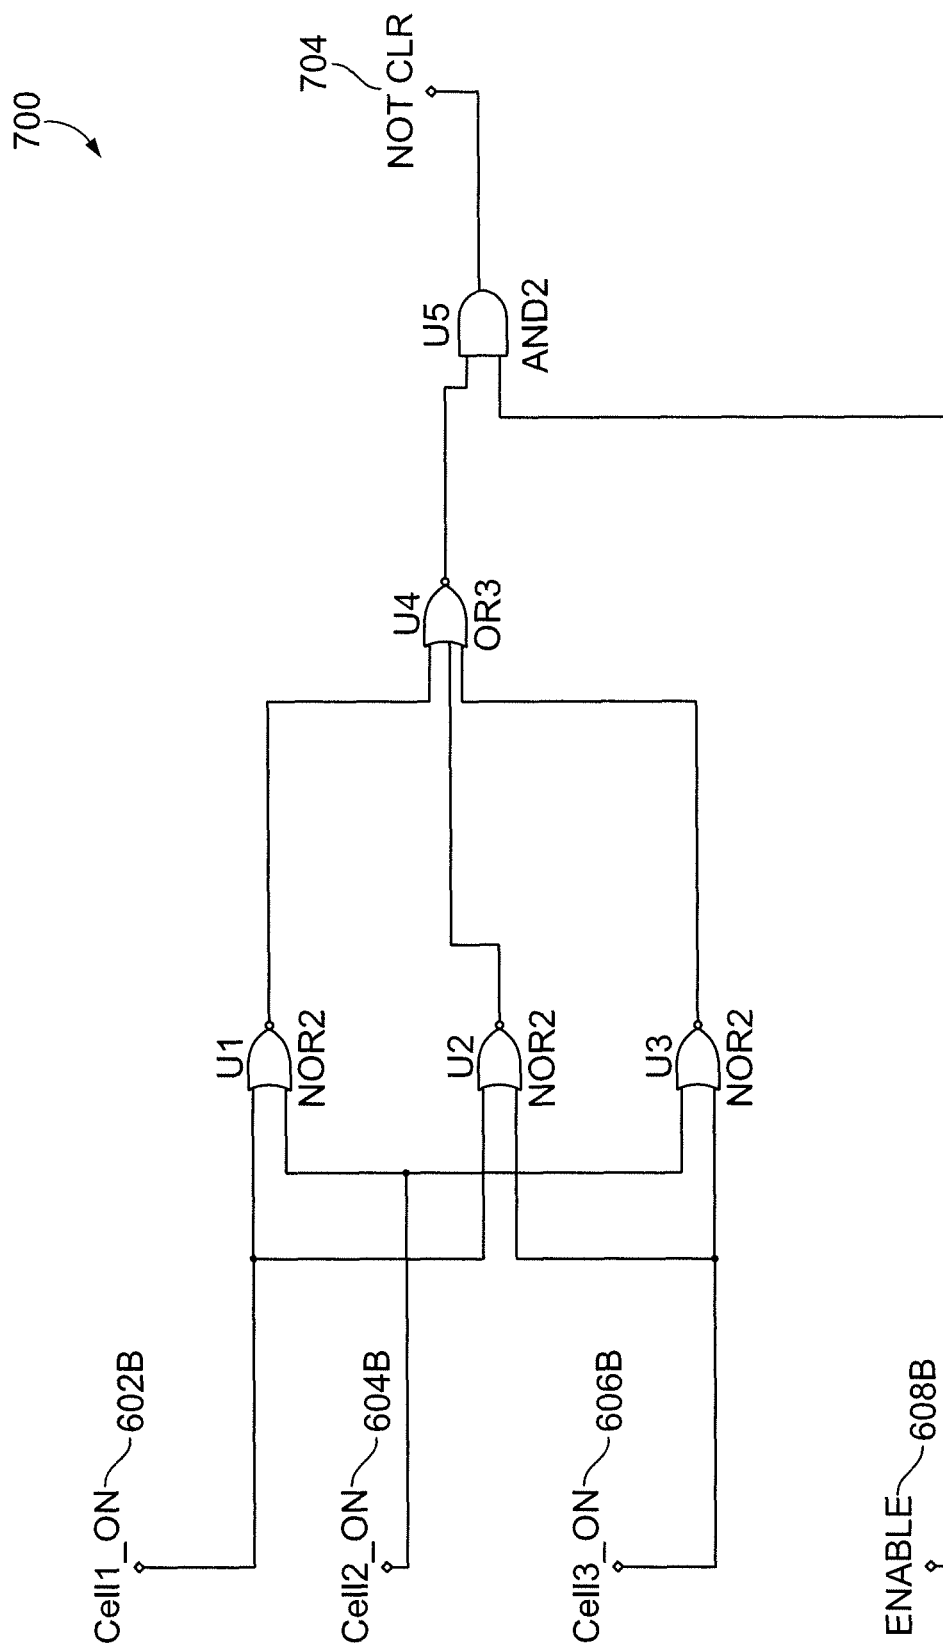 700
704
NOT CLR
U5
AND2
U4
OR3
U1
NOR2
U2
NOR2
U3
NOR2
Cell1_ON 602B
Cell2_ON 604B
Cell3_ON 606B
ENABLE 608B